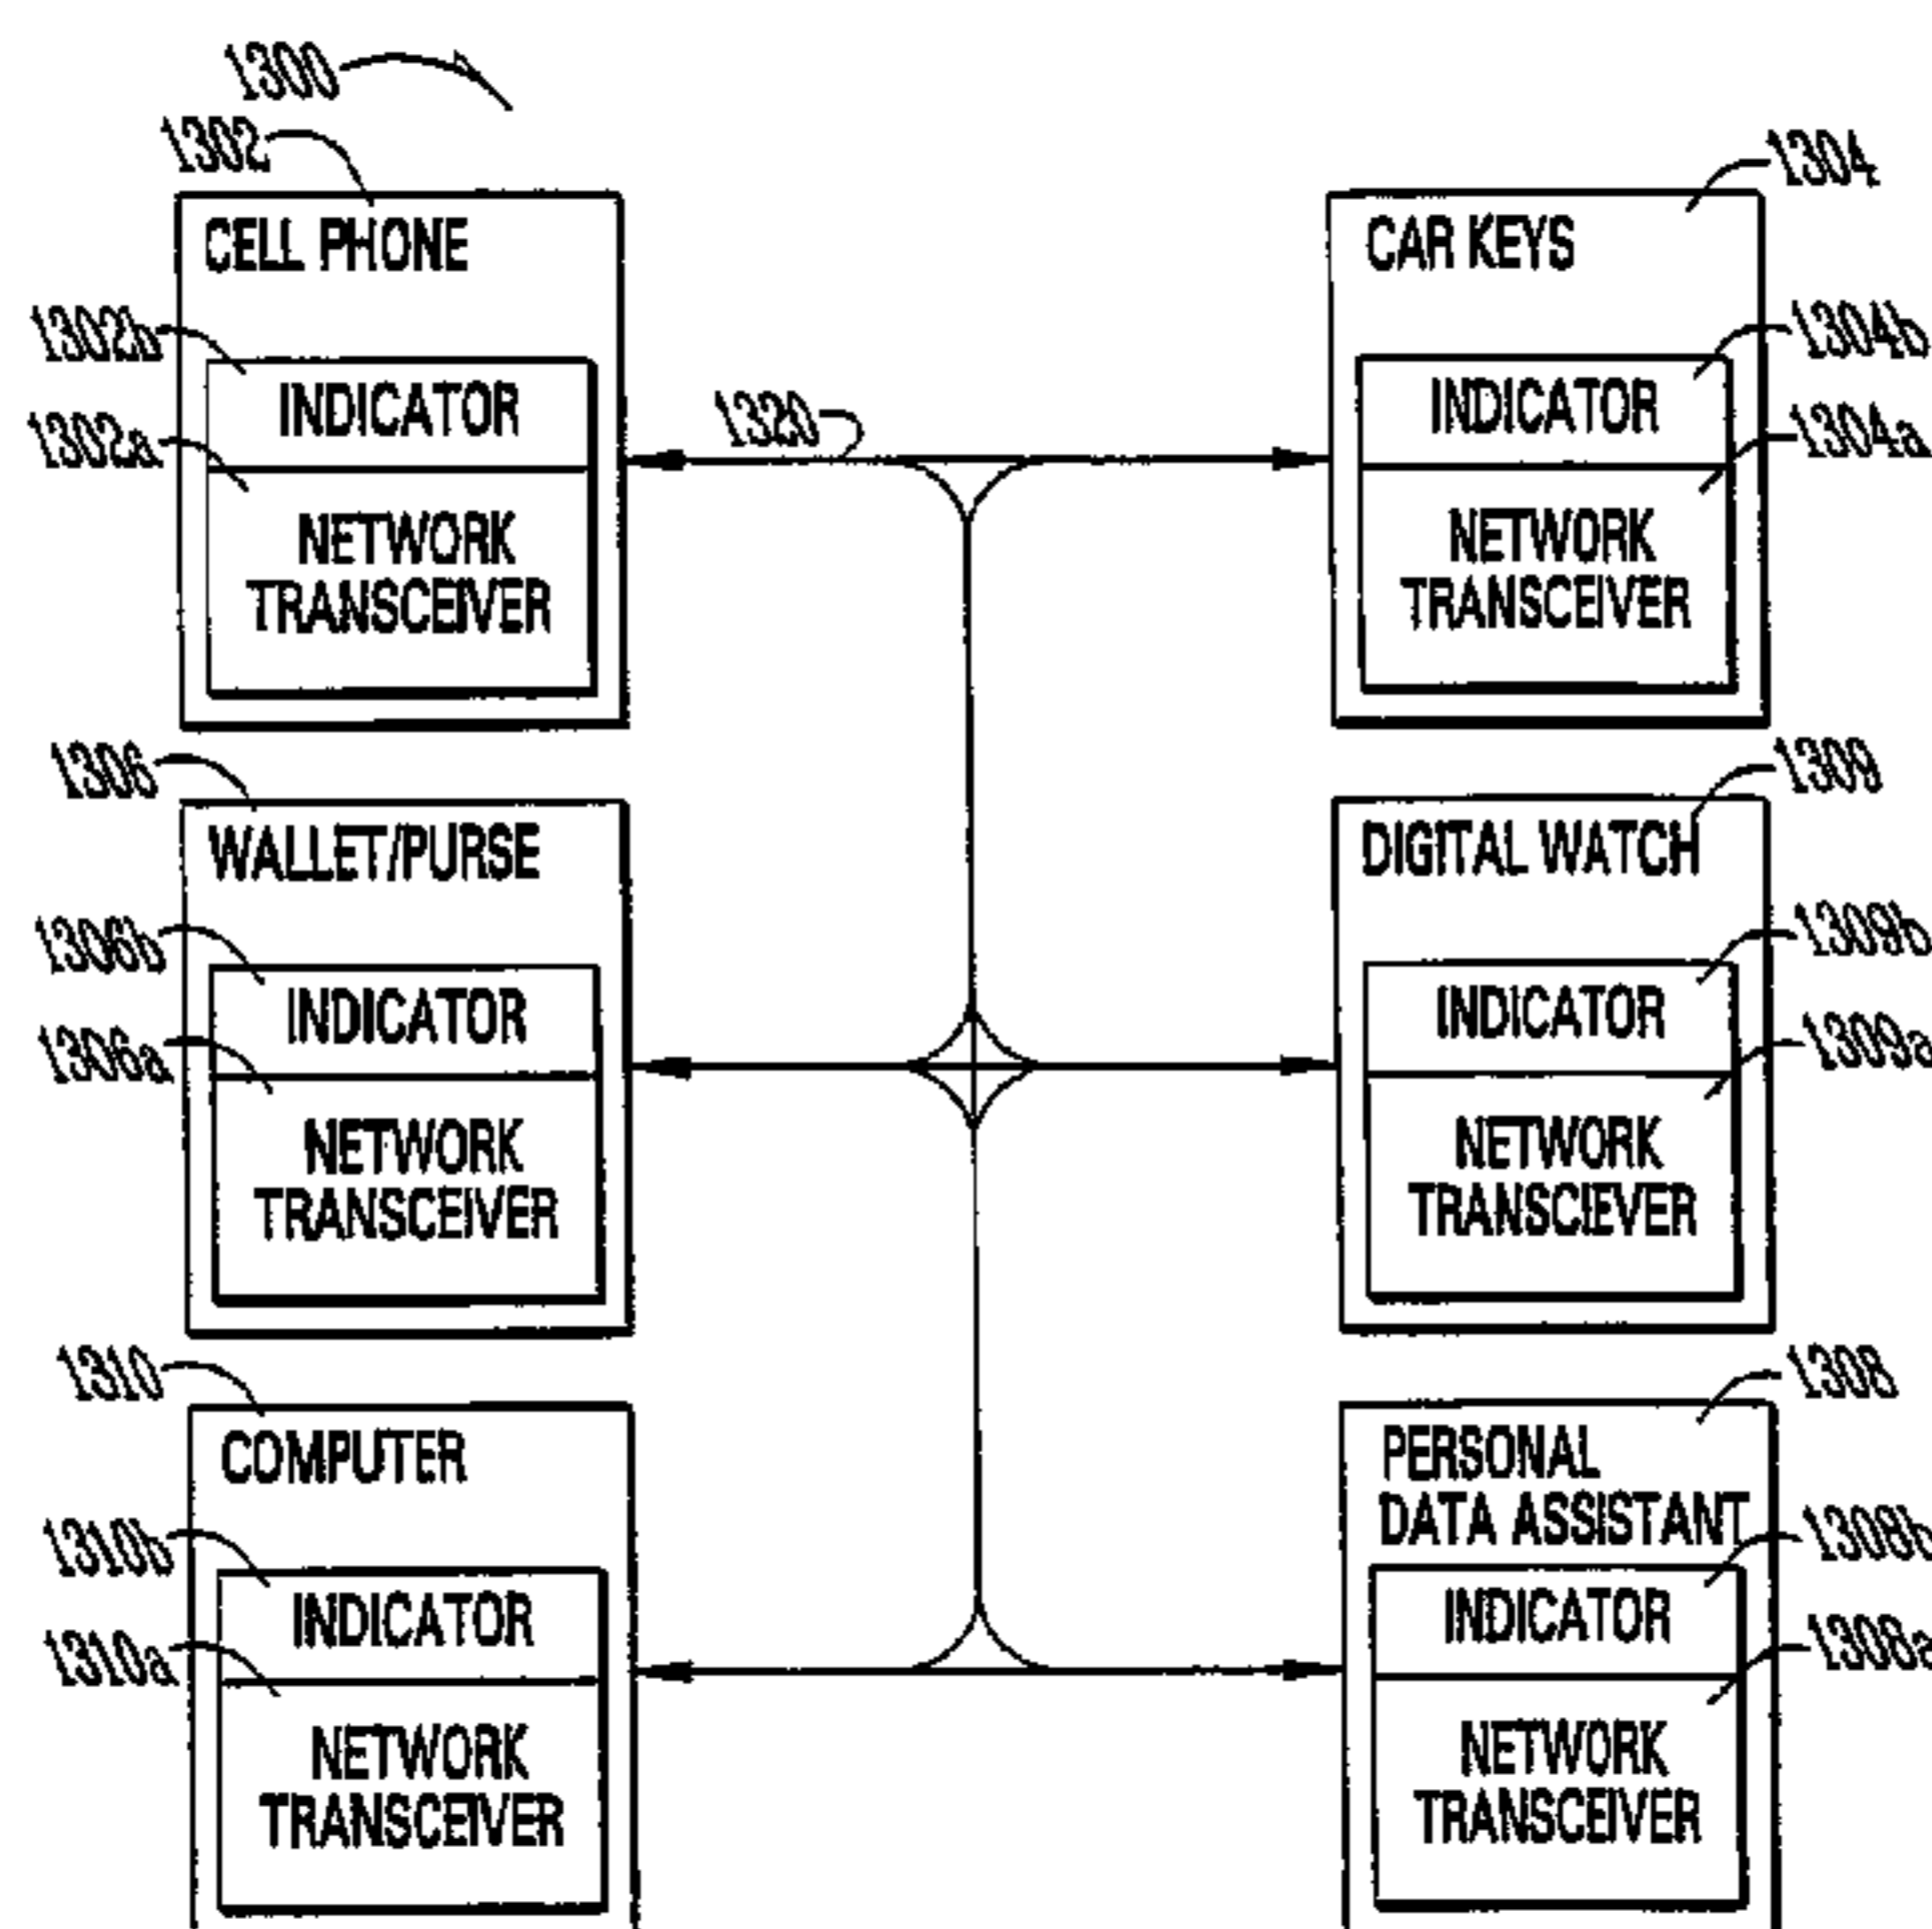 1300
1302
CELL PHONE
1302b
INDICATOR
1302a
NETWORK
TRANSCEIVER
1320
1304
CAR KEYS
1304b
INDICATOR
1304a
NETWORK
TRANSCEIVER
1306
WALLET/PURSE
1306b
INDICATOR
1306a
NETWORK
TRANSCEIVER
1309
DIGITAL WATCH
1309b
INDICATOR
1309a
NETWORK
TRANSCIEVER
1310
COMPUTER
1310b
INDICATOR
1310a
NETWORK
TRANSCEIVER
1308
PERSONAL
DATA ASSISTANT
1308b
INDICATOR
1308a
NETWORK
TRANSCEIVER